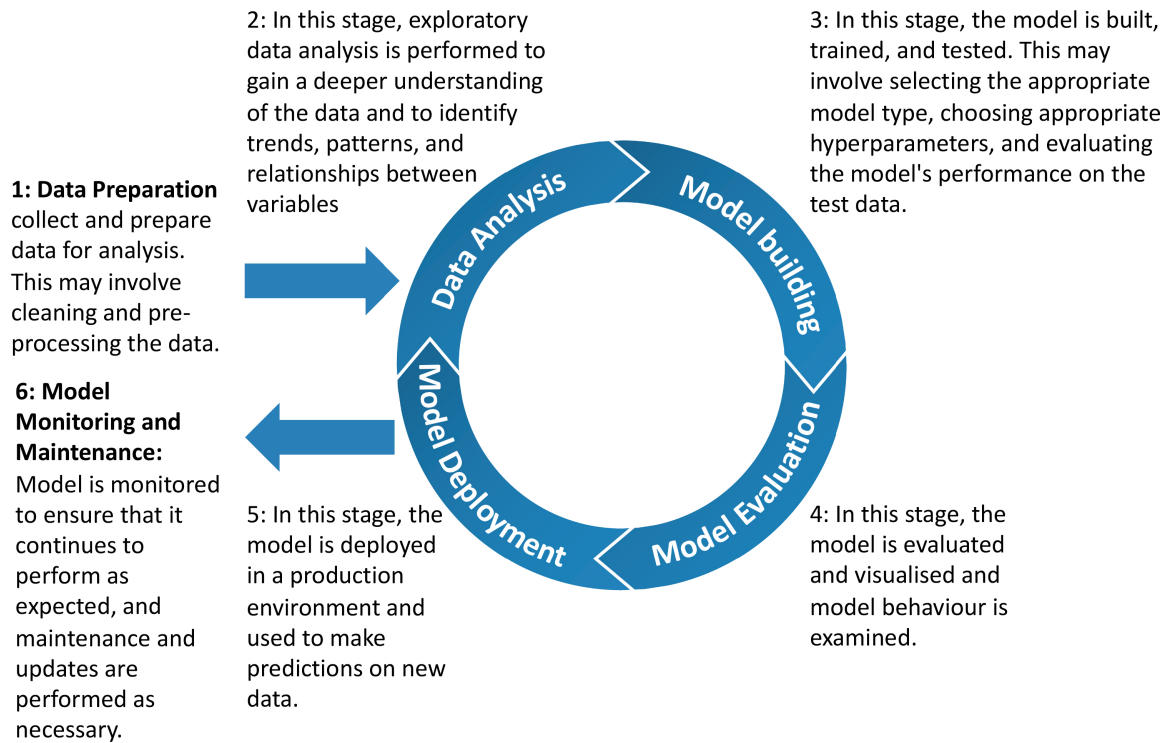 1: Data Preparation
collect and prepare
data for analysis.
This may involve
cleaning and pre-
processing the data.
2: In this stage, exploratory
data analysis is performed to
gain a deeper understanding
of the data and to identify
trends, patterns, and
relationships between
variables
3: In this stage, the model is built,
trained, and tested. This may
involve selecting the appropriate
model type, choosing appropriate
hyperparameters, and evaluating
the model's performance on the
test data.
Data Analysis
Model building
Model Evaluation
Model Deployment
4: In this stage, the
model is evaluated
and visualised and
model behaviour is
examined.
5: In this stage, the
model is deployed
in a production
environment and
used to make
predictions on new
data.
6: Model
Monitoring and
Maintenance:
Model is monitored
to ensure that it
continues to
perform as
expected, and
maintenance and
updates are
performed as
necessary.